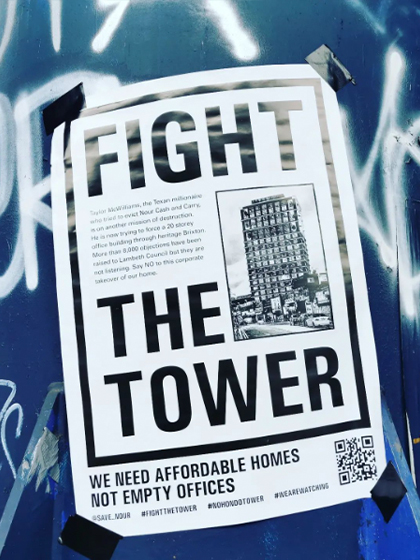 FIGHT
Taylor McWilliams, the Texan millionaire
who tried to evict Nour Cash and Carry,
is on another mission of destruction.
He is now trying to force a 20 storey
office building through heritage Brixton.
More than 8,000 objections have been
raised to Lambeth Council but they are
not listening. Say NO to this corporate
takeover of our home.
THE
TOWER
WE NEED AFFORDABLE HOMES
NOT EMPTY OFFICES
@SAVE_NOUR #FIGHTTHETOWER #NOHONDOTOWER #WEAREWATCHING